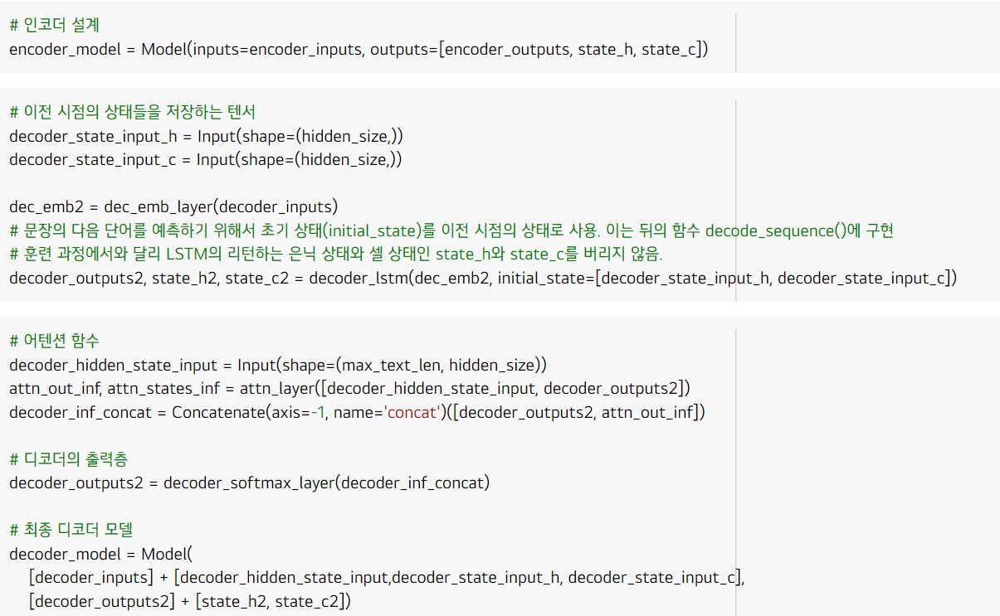 # 인코더 설계
encoder_model = Model(inputs=encoder_inputs, outputs=[encoder_outputs, state_h, state_c])
# 이전 시점의 상태들을 저장하는 텐서
decoder_state_input_h = Input(shape=(hidden_size,))
decoder_state_input_c = Input(shape=(hidden_size,))
dec_emb2 = dec_emb_layer(decoder_inputs)
# 문장의 다음 단어를 예측하기 위해서 초기 상태(initial_state)를 이전 시점의 상태로 사용. 이는 뒤의 함수 decode_sequence()에 구현
# 훈련 과정에서와 달리 LSTM의 리턴하는 은닉 상태와 셀 상태인 state_h와 state_c를 버리지 않음.
decoder_outputs2, state_h2, state_c2 = decoder_lstm(dec_emb2, initial_state=[decoder_state_input_h, decoder_state_input_c])
# 어텐션 함수
decoder_hidden_state_input = Input(shape=(max_text_len, hidden_size))
attn_out_inf, attn_states_inf = attn_layer([decoder_hidden_state_input, decoder_outputs2])
decoder_inf_concat = Concatenate(axis=-1, name='concat')([decoder_outputs2, attn_out_inf])
# 디코더의 출력층
decoder_outputs2 = decoder_softmax_layer(decoder_inf_concat)
# 최종 디코더 모델
decoder_model = Model(
    [decoder_inputs] + [decoder_hidden_state_input,decoder_state_input_h, decoder_state_input_c],
    [decoder_outputs2] + [state_h2, state_c2])